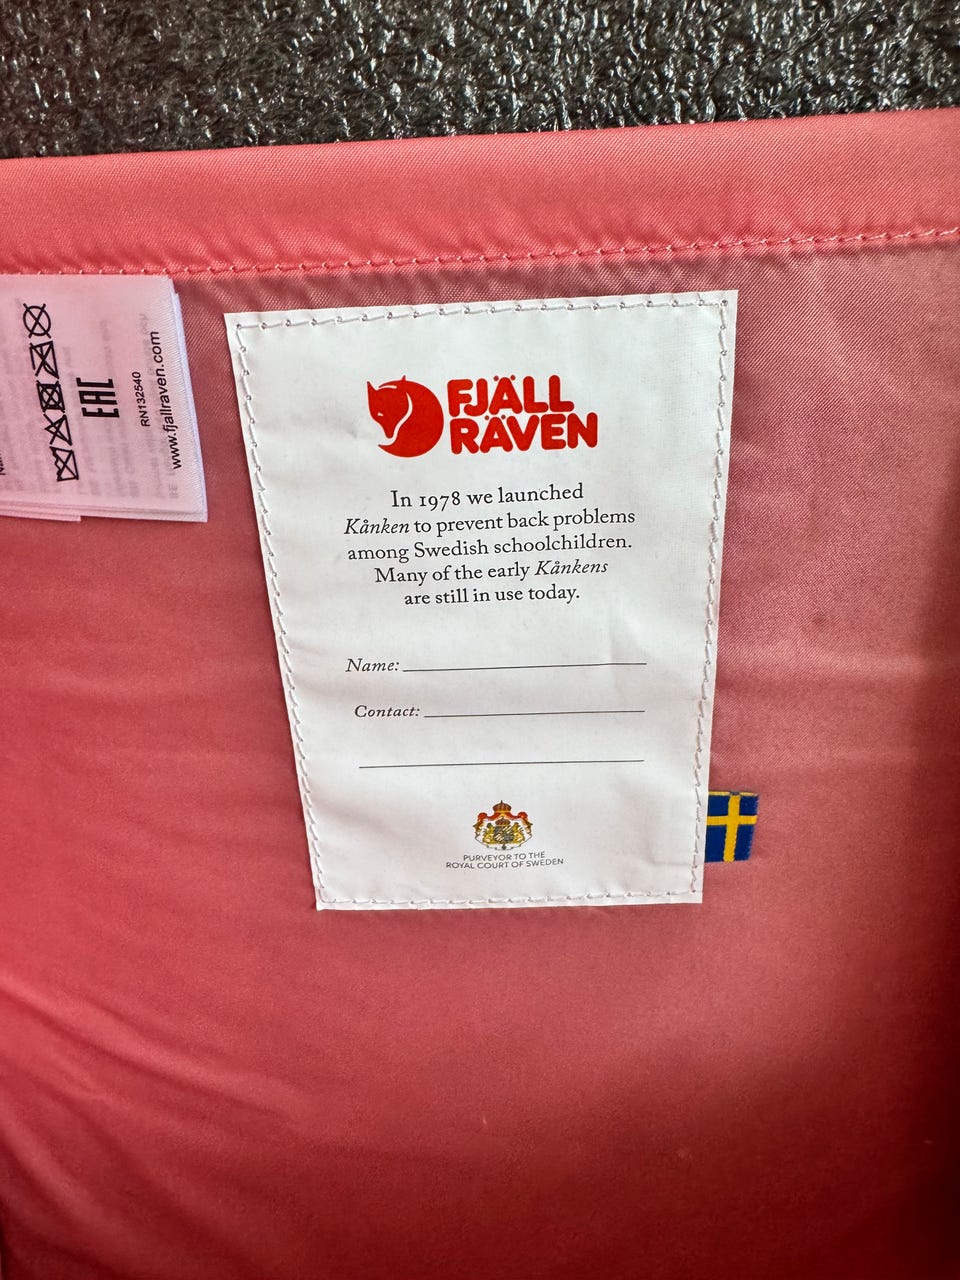 EAC
RN132540
www.fjallraven.com
FJÄLL
RÄVEN
In 1978 we launched
Kånken to prevent back problems
among Swedish schoolchildren.
Many of the early Kånkens
are still in use today.
Name:
Contact:
PURVEYOR TO THE
ROYAL COURT OF SWEDEN